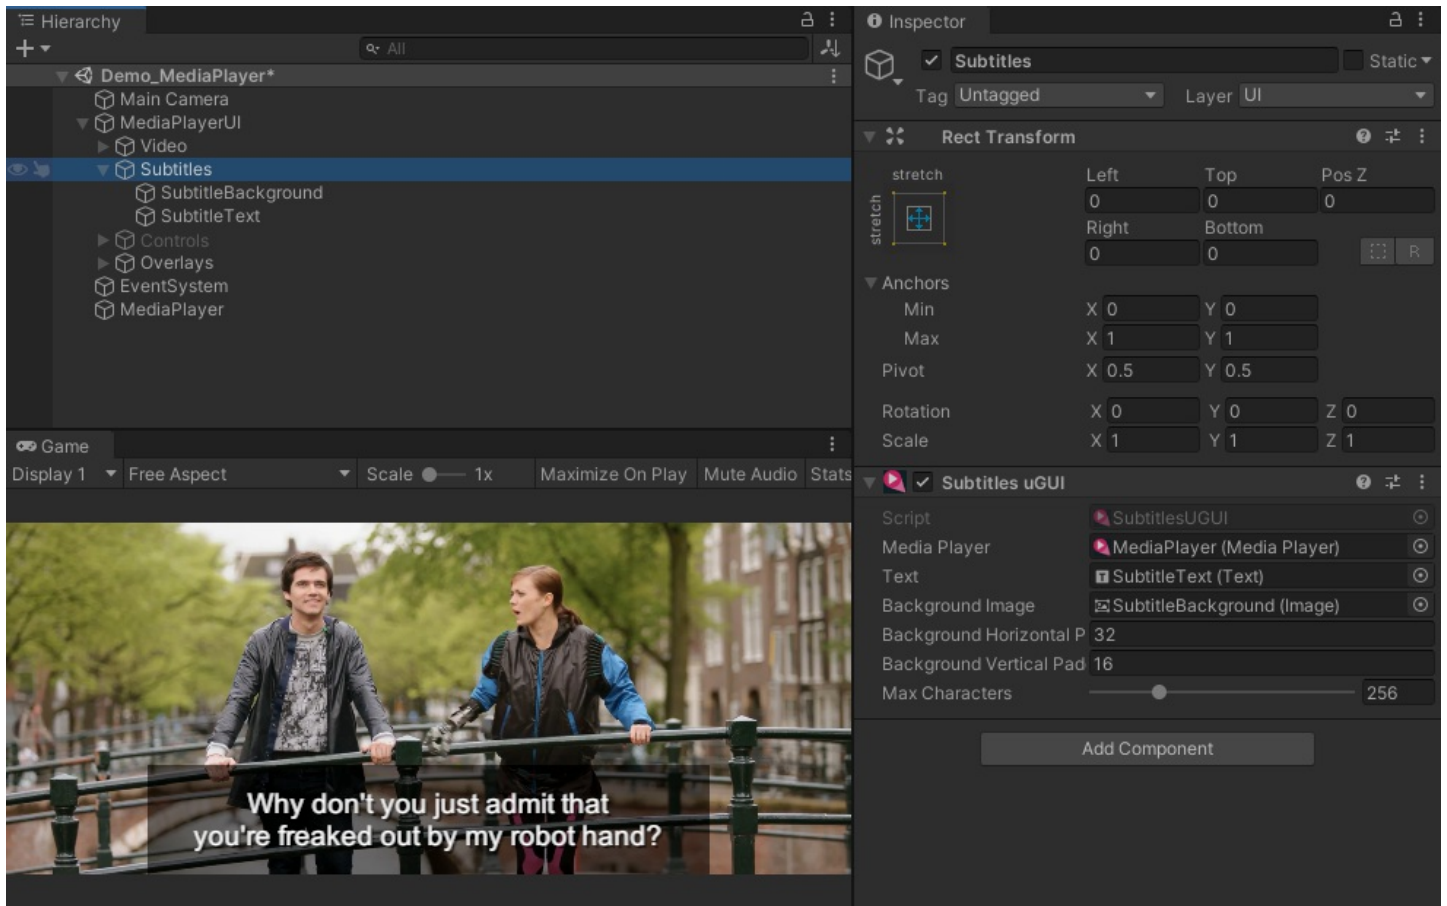 Hierarchy
All
Demo_MediaPlayer*
Main Camera
MediaPlayerUI
Video
Subtitles
SubtitleBackground
SubtitleText
Controls
Overlays
EventSystem
MediaPlayer
Game
Display 1 Free Aspect Scale 1x Maximize On Play Mute Audio Stats
Why don't you just admit that
you're freaked out by my robot hand?
Inspector
Subtitles Static
Tag Untagged Layer UI
Rect Transform
stretch Left Top Pos Z
stretch
0 0 0
Right Bottom
0 0 R
Anchors
Min X 0 Y 0
Max X 1 Y 1
Pivot X 0.5 Y 0.5
Rotation X 0 Y 0 Z 0
Scale X 1 Y 1 Z 1
Subtitles uGUI
Script SubtitlesUGUI
Media Player MediaPlayer (Media Player)
Text SubtitleText (Text)
Background Image SubtitleBackground (Image)
Background Horizontal P 32
Background Vertical Pad 16
Max Characters 256
Add Component